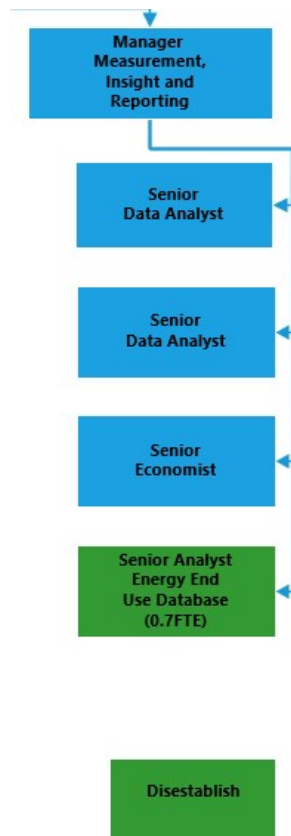 Manager
Measurement,
Insight and
Reporting
Senior
Data Analyst
Senior
Data Analyst
Senior
Economist
Senior Analyst
Energy End
Use Database
(0.7FTE)
Disestablish